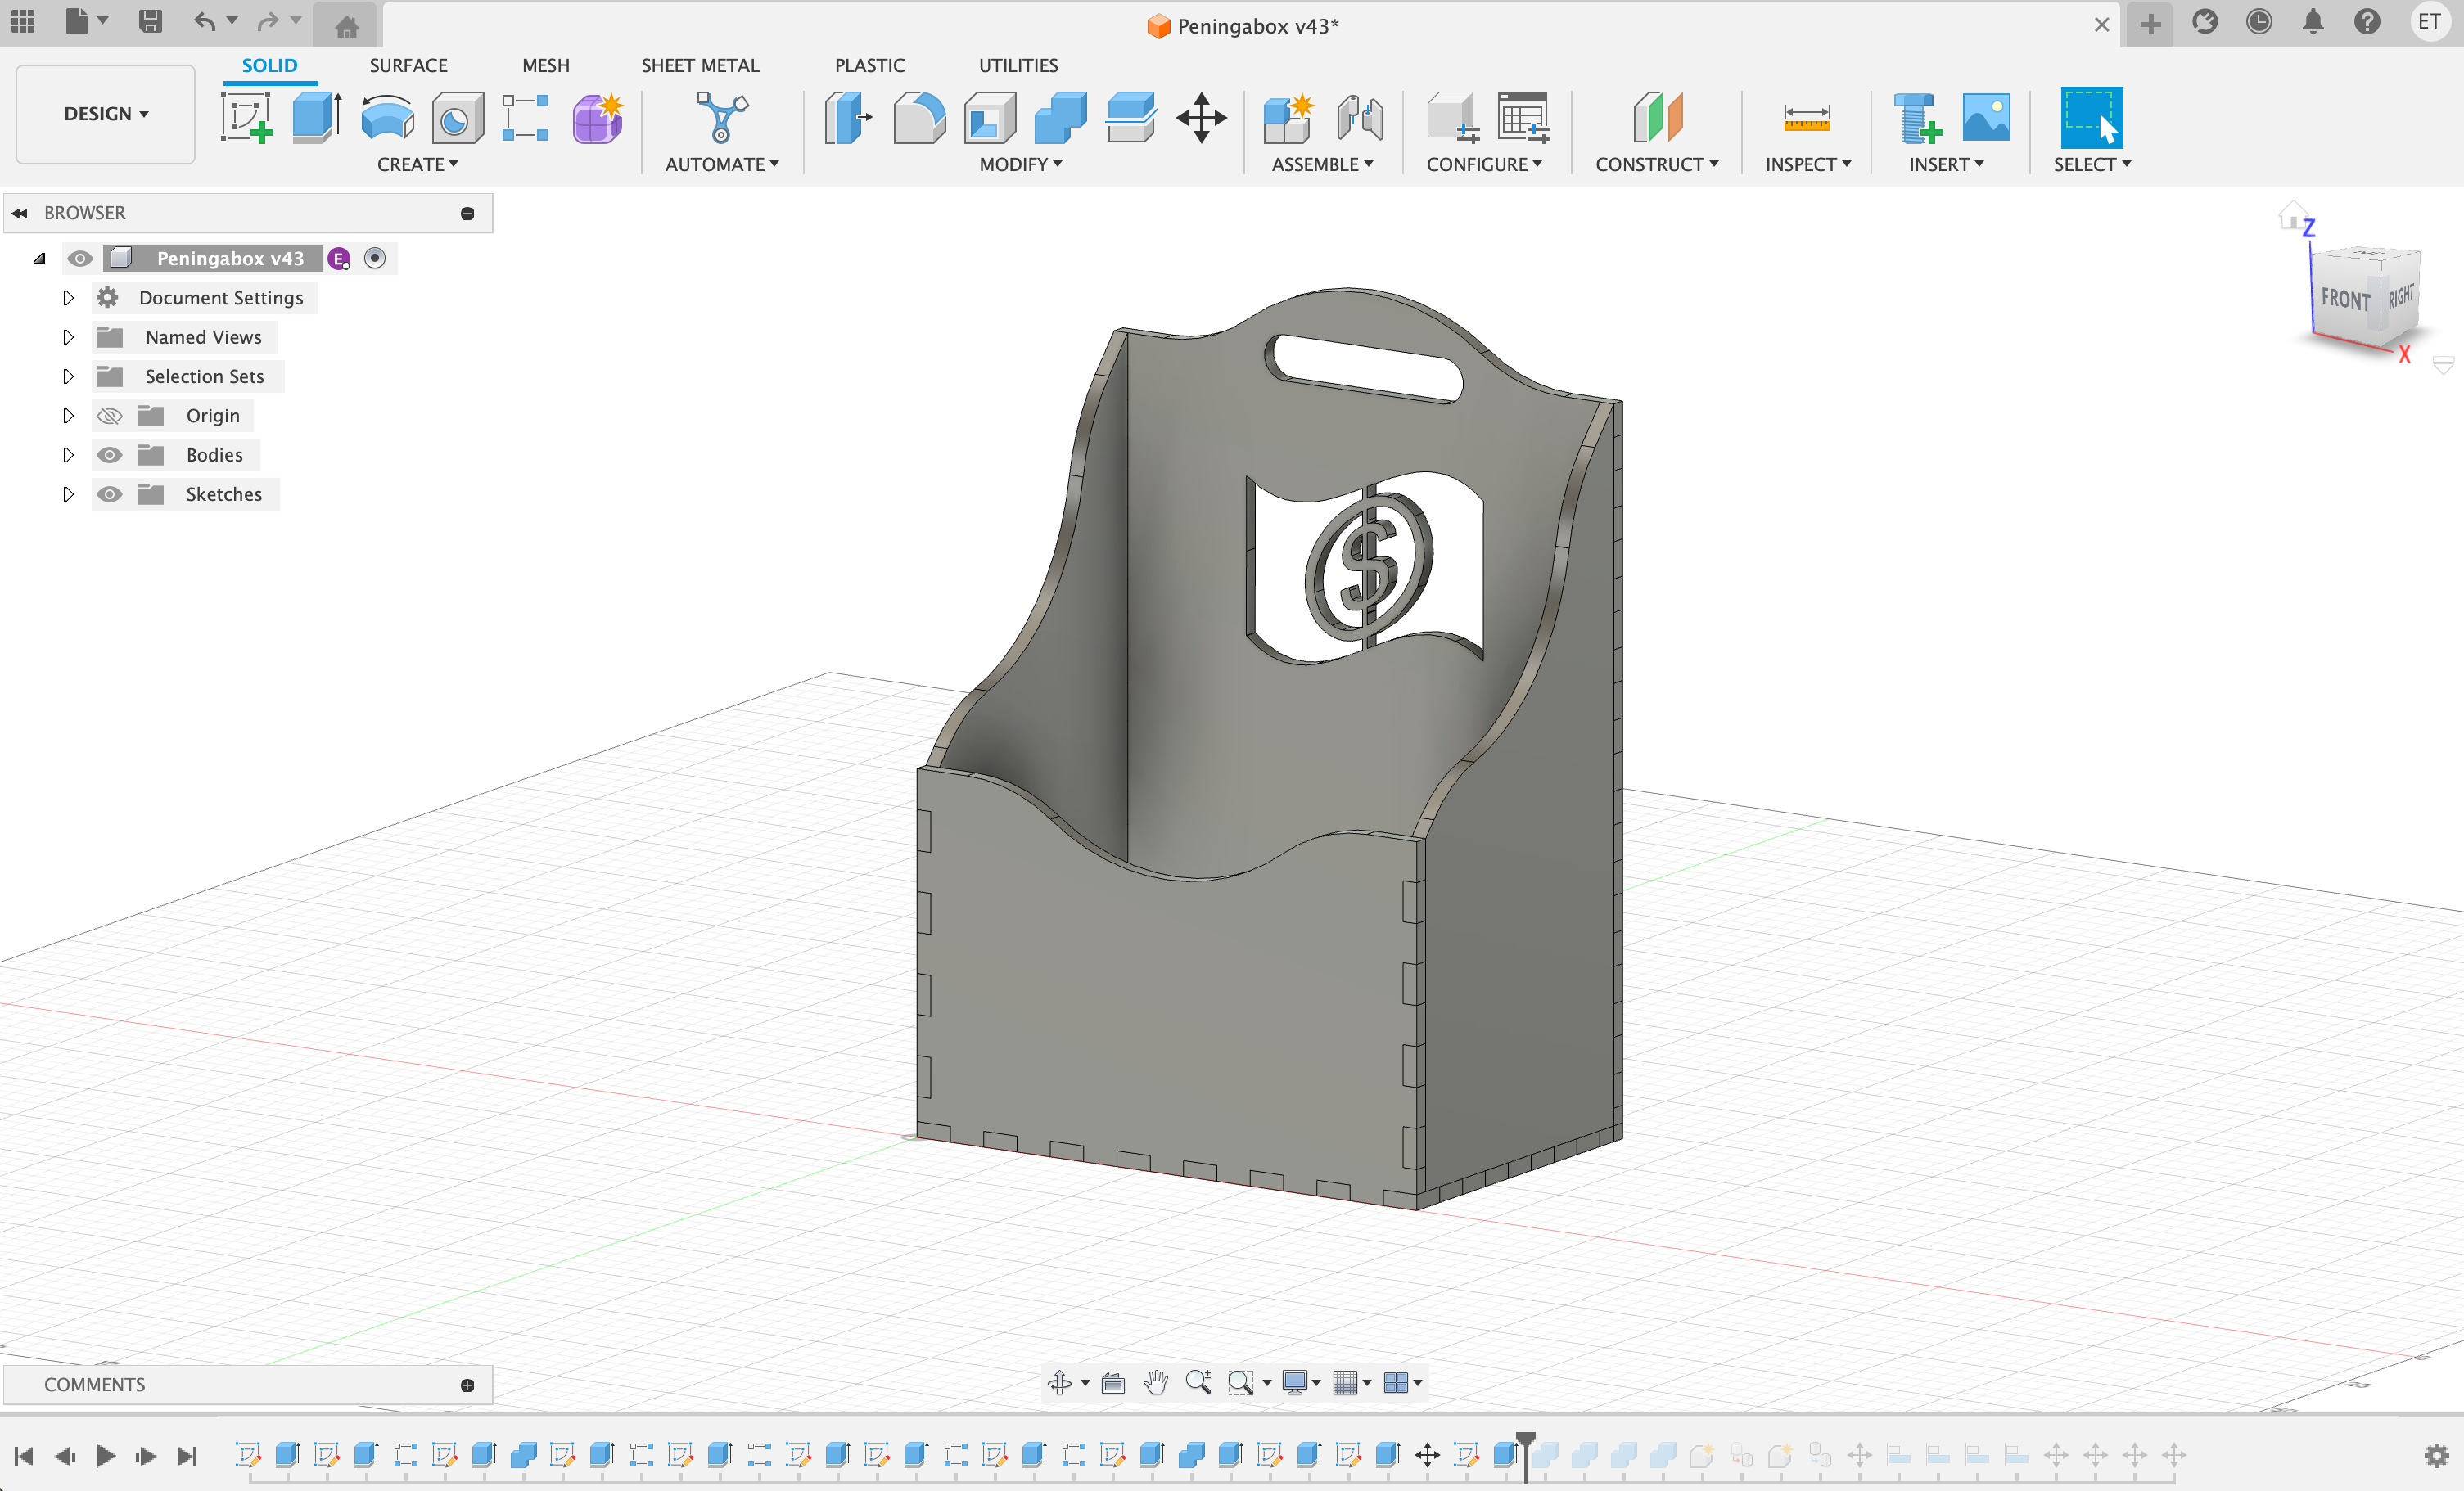 Peningabox v43*
ET
SOLID
SURFACE
MESH
SHEET METAL
PLASTIC
UTILITIES
DESIGN
CREATE
AUTOMATE
MODIFY
ASSEMBLE
CONFIGURE
CONSTRUCT
INSPECT
INSERT
SELECT
BROWSER
Peningabox v43
E
Document Settings
Named Views
Selection Sets
Origin
Bodies
Sketches
Z
FRONT
RIGHT
X
$
COMMENTS